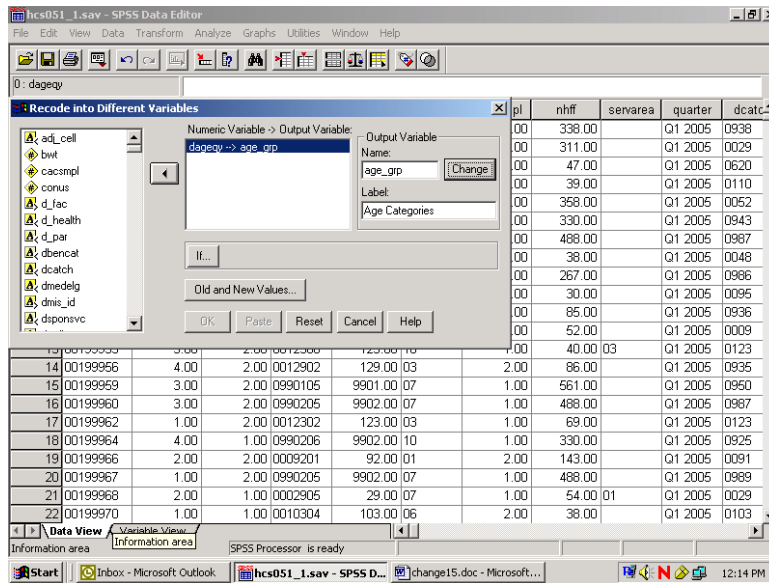 hcs051_1.sav - SPSS Data Editor
File Edit View Data Transform Analyze Graphs Utilities Window Help
0 : dageqy
Recode into Different Variables
adj_cell
bwt
cacsmpl
conus
d_fac
d_health
d_par
dbencat
dcatch
dmedelg
dmis_id
dsponsvc
Numeric Variable -> Output Variable:
dageqy --> age_grp
Output Variable
Name:
age_grp
Change
Label:
Age Categories
If...
Old and New Values...
OK Paste Reset Cancel Help
pl nhff servarea quarter dcatc
.00 338.00 Q1 2005 0938
.00 311.00 Q1 2005 0029
.00 47.00 Q1 2005 0620
.00 39.00 Q1 2005 0110
.00 358.00 Q1 2005 0052
.00 330.00 Q1 2005 0943
.00 488.00 Q1 2005 0987
.00 38.00 Q1 2005 0048
.00 267.00 Q1 2005 0986
.00 30.00 Q1 2005 0095
.00 85.00 Q1 2005 0936
.00 52.00 Q1 2005 0009
1.00 40.00 03 Q1 2005 0123
14 00199956 4.00 2.00 0012902 129.00 03 2.00 86.00 Q1 2005 0935
15 00199959 3.00 2.00 0990105 9901.00 07 1.00 561.00 Q1 2005 0950
16 00199960 3.00 2.00 0990205 9902.00 07 1.00 488.00 Q1 2005 0987
17 00199962 1.00 2.00 0012302 123.00 03 1.00 69.00 Q1 2005 0123
18 00199964 4.00 1.00 0990206 9902.00 10 1.00 330.00 Q1 2005 0925
19 00199966 2.00 2.00 0009201 92.00 01 2.00 143.00 Q1 2005 0091
20 00199967 1.00 2.00 0990205 9902.00 07 1.00 488.00 Q1 2005 0989
21 00199968 2.00 1.00 0002905 29.00 07 1.00 54.00 01 Q1 2005 0029
22 00199970 1.00 1.00 0010304 103.00 06 2.00 38.00 Q1 2005 0103
Data View Variable View
Information area
Information area SPSS Processor is ready
Start Inbox - Microsoft Outlook hcs051_1.sav - SPSS D... change15.doc - Microsoft... 12:14 PM